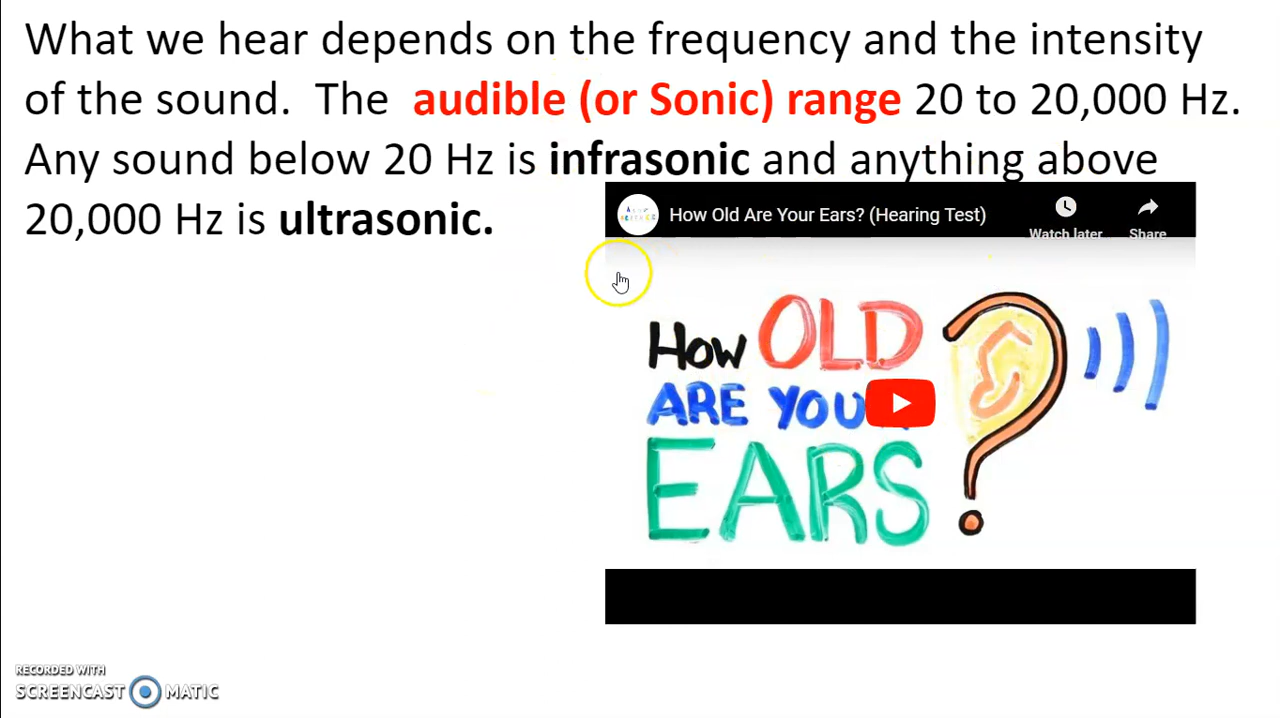 What we hear depends on the frequency and the intensity
of the sound. The audible (or Sonic) range 20 to 20,000 Hz.
Any sound below 20 Hz is infrasonic and anything above
20,000 Hz is ultrasonic.
How Old Are Your Ears? (Hearing Test)
Watch later
Share
How OLD
ARE YOU
EARS
RECORDED WITH
SCREENCAST MATIC